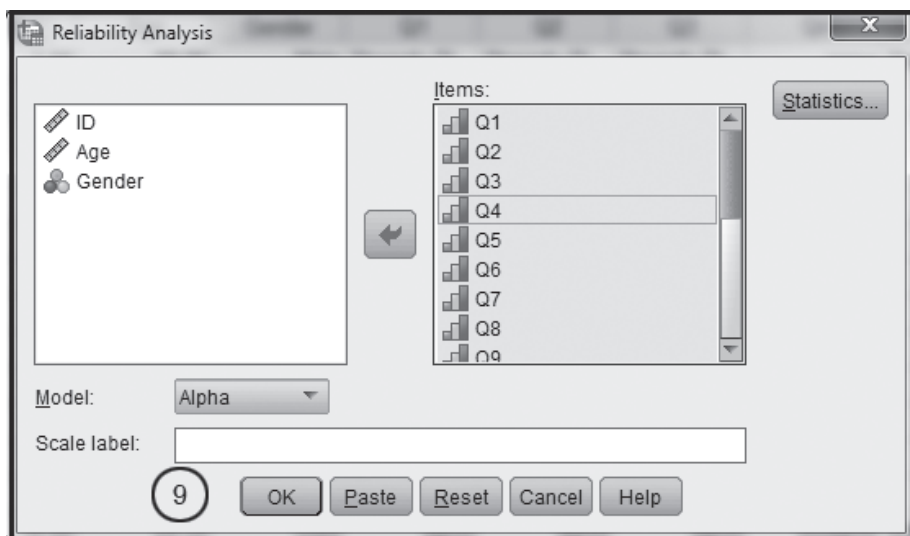 Reliability Analysis
Items:
Statistics...
ID
Age
Gender
Q1
Q2
Q3
Q4
Q5
Q6
Q7
Q8
Q9
Model:
Alpha
Scale label:
9
OK
Paste
Reset
Cancel
Help